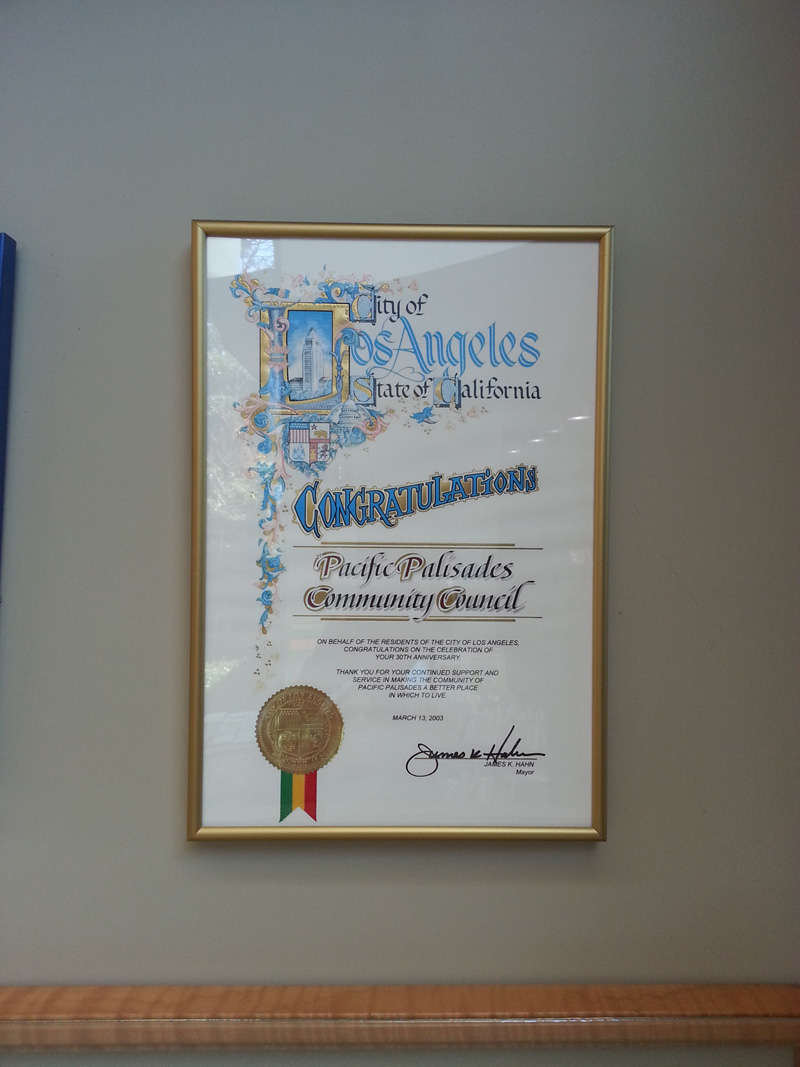 City of
Los Angeles
State of California
CONGRATULATIONS
Pacific Palisades
Community Council
ON BEHALF OF THE RESIDENTS OF THE CITY OF LOS ANGELES,
CONGRATULATIONS ON THE CELEBRATION OF
YOUR 30TH ANNIVERSARY.
THANK YOU FOR YOUR CONTINUED SUPPORT AND
SERVICE IN MAKING THE COMMUNITY OF
PACIFIC PALISADES A BETTER PLACE
IN WHICH TO LIVE.
MARCH 13, 2003
James K Hahn
JAMES K. HAHN
Mayor